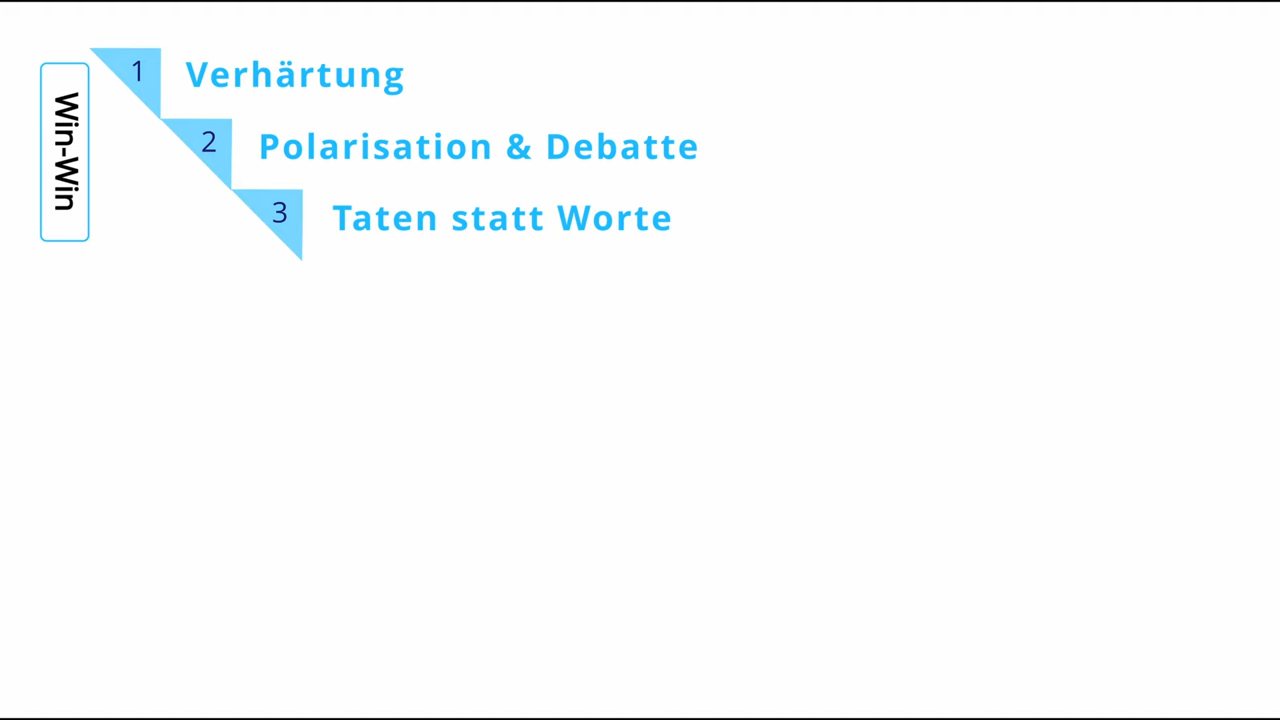 Win-Win
1 Verhärtung
2 Polarisation & Debatte
3 Taten statt Worte